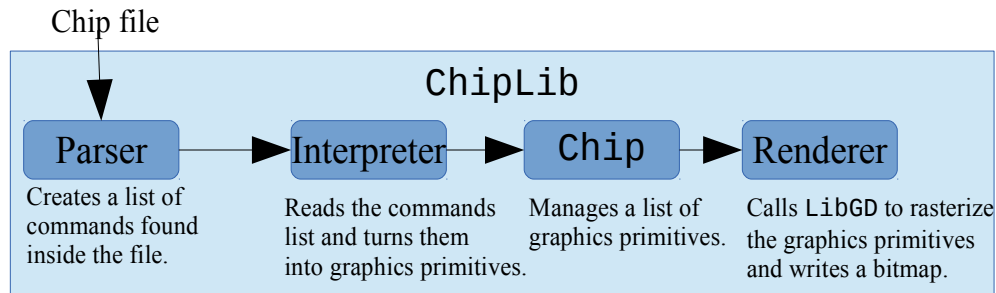 Chip file
ChipLib
Parser
Interpreter
Chip
Renderer
Creates a list of
commands found
inside the file.
Reads the commands
list and turns them
into graphics primitives.
Manages a list of
graphics primitives.
Calls LibGD to rasterize
the graphics primitives
and writes a bitmap.